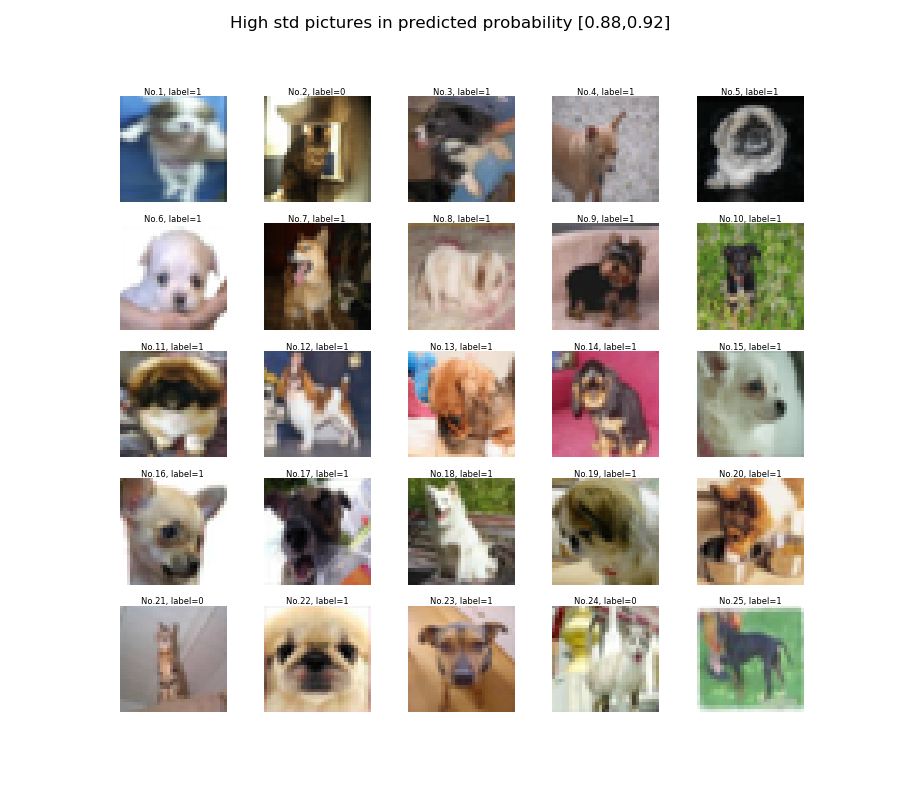 High std pictures in predicted probability [0.88,0.92]
No.1, label=1
No.2, label=0
No.3, label=1
No.4, label=1
No.5, label=1
No.6, label=1
No.7, label=1
No.8, label=1
No.9, label=1
No.10, label=1
No.11, label=1
No.12, label=1
No.13, label=1
No.14, label=1
No.15, label=1
No.16, label=1
No.17, label=1
No.18, label=1
No.19, label=1
No.20, label=1
No.21, label=0
No.22, label=1
No.23, label=1
No.24, label=0
No.25, label=1